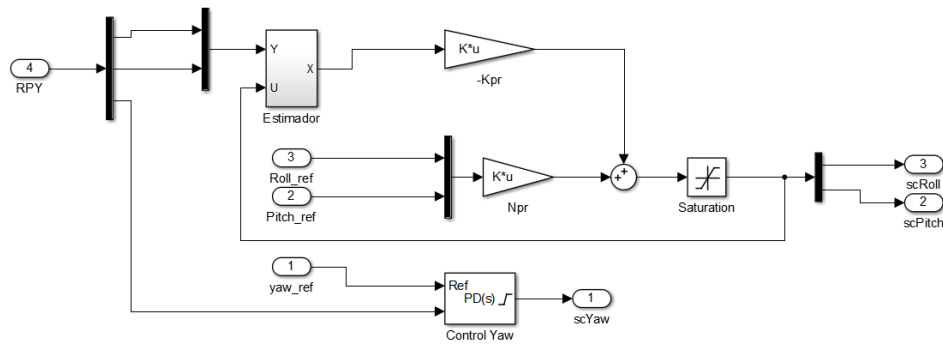 4
RPY
Y
X
U
Estimador
K*u
-Kpr
3
Roll_ref
2
Pitch_ref
K*u
Npr
+
+
Saturation
3
scRoll
2
scPitch
1
yaw_ref
Ref
PD(s)
Control Yaw
1
scYaw